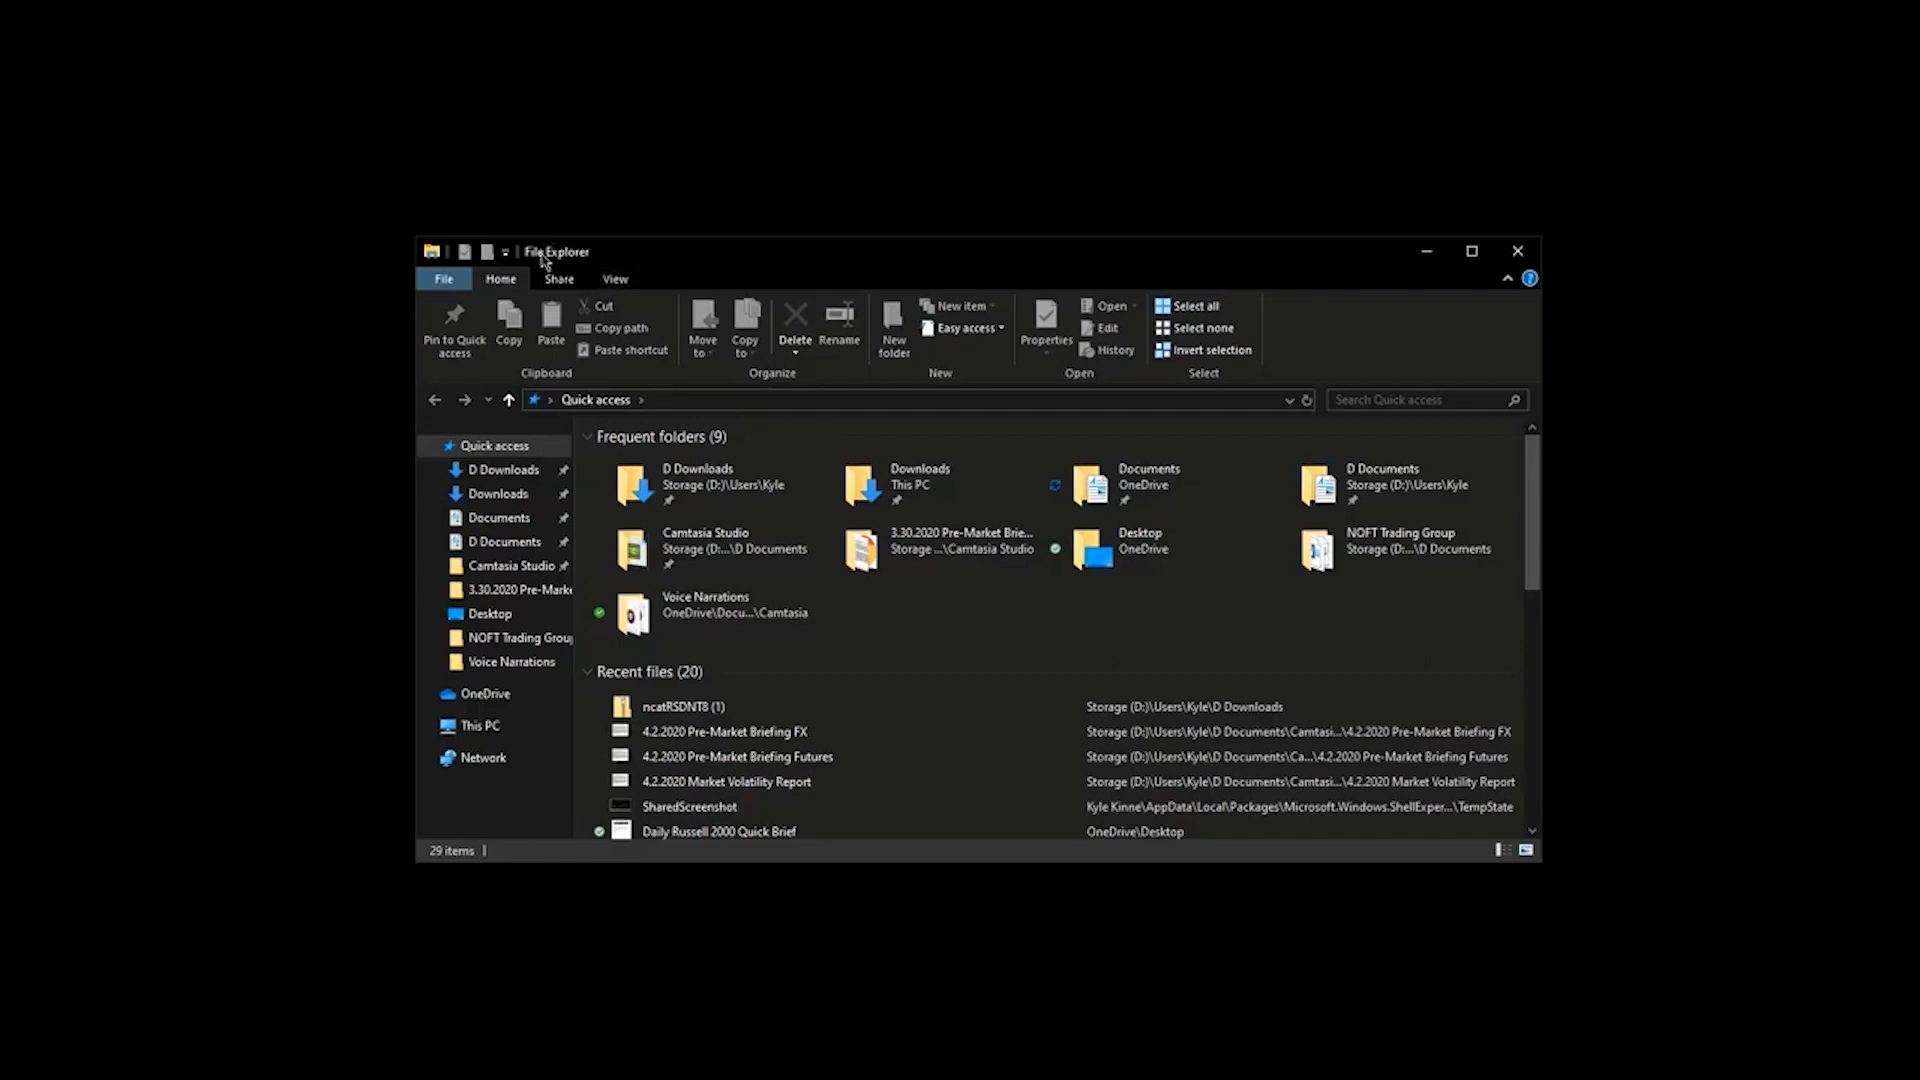 File Explorer
File Home Share View
Pin to Quick access
Copy
Paste
Cut
Copy path
Paste shortcut
Clipboard
Move to
Copy to
Delete
Rename
Organize
New folder
New item
Easy access
New
Properties
Open
Edit
History
Open
Select all
Select none
Invert selection
Select
Quick access
Search Quick access
Quick access
D Downloads
Downloads
Documents
D Documents
Camtasia Studio
3.30.2020 Pre-Marke
Desktop
NOFT Trading Group
Voice Narrations
OneDrive
This PC
Network
Frequent folders (9)
D Downloads
Storage (D:)\Users\Kyle
Downloads
This PC
Documents
OneDrive
D Documents
Storage (D:)\Users\Kyle
Camtasia Studio
Storage (D:...\D Documents
3.30.2020 Pre-Market Brie...
Storage ...\Camtasia Studio
Desktop
OneDrive
NOFT Trading Group
Storage (D:...\D Documents
Voice Narrations
OneDrive\Docu...\Camtasia
Recent files (20)
ncatRSDNT8 (1) Storage (D:)\Users\Kyle\D Downloads
4.2.2020 Pre-Market Briefing FX Storage (D:)\Users\Kyle\D Documents\Camtasi...\4.2.2020 Pre-Market Briefing FX
4.2.2020 Pre-Market Briefing Futures Storage (D:)\Users\Kyle\D Documents\Ca...\4.2.2020 Pre-Market Briefing Futures
4.2.2020 Market Volatility Report Storage (D:)\Users\Kyle\D Documents\Camtasi...\4.2.2020 Market Volatility Report
SharedScreenshot Kyle Kinne\AppData\Local\Packages\Microsoft.Windows.ShellExper...\TempState
Daily Russell 2000 Quick Brief OneDrive\Desktop
29 items